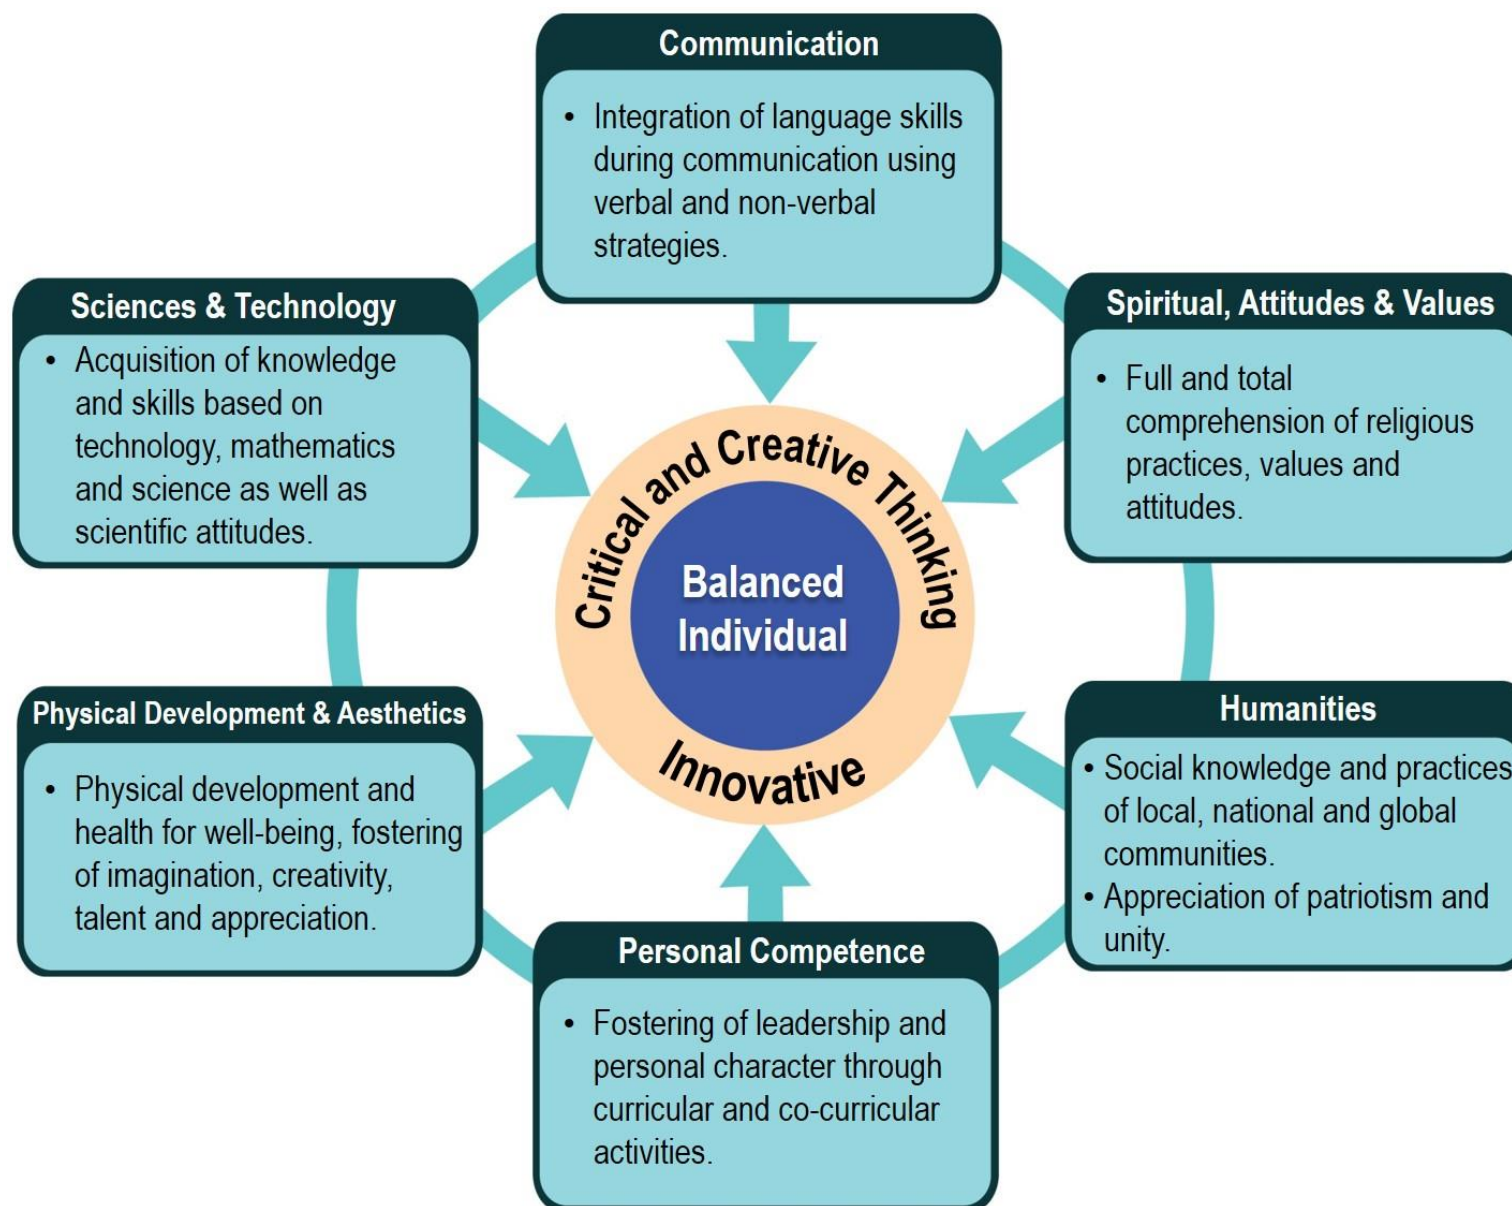 Communication
• Integration of language skills
during communication using
verbal and non-verbal
strategies.
Sciences & Technology
• Acquisition of knowledge
and skills based on
technology, mathematics
and science as well as
scientific attitudes.
Spiritual, Attitudes & Values
• Full and total
comprehension of religious
practices, values and
attitudes.
Critical and Creative Thinking
Balanced
Individual
Innovative
Physical Development & Aesthetics
• Physical development and
health for well-being, fostering
of imagination, creativity,
talent and appreciation.
Humanities
• Social knowledge and practices
of local, national and global
communities.
• Appreciation of patriotism and
unity.
Personal Competence
• Fostering of leadership and
personal character through
curricular and co-curricular
activities.